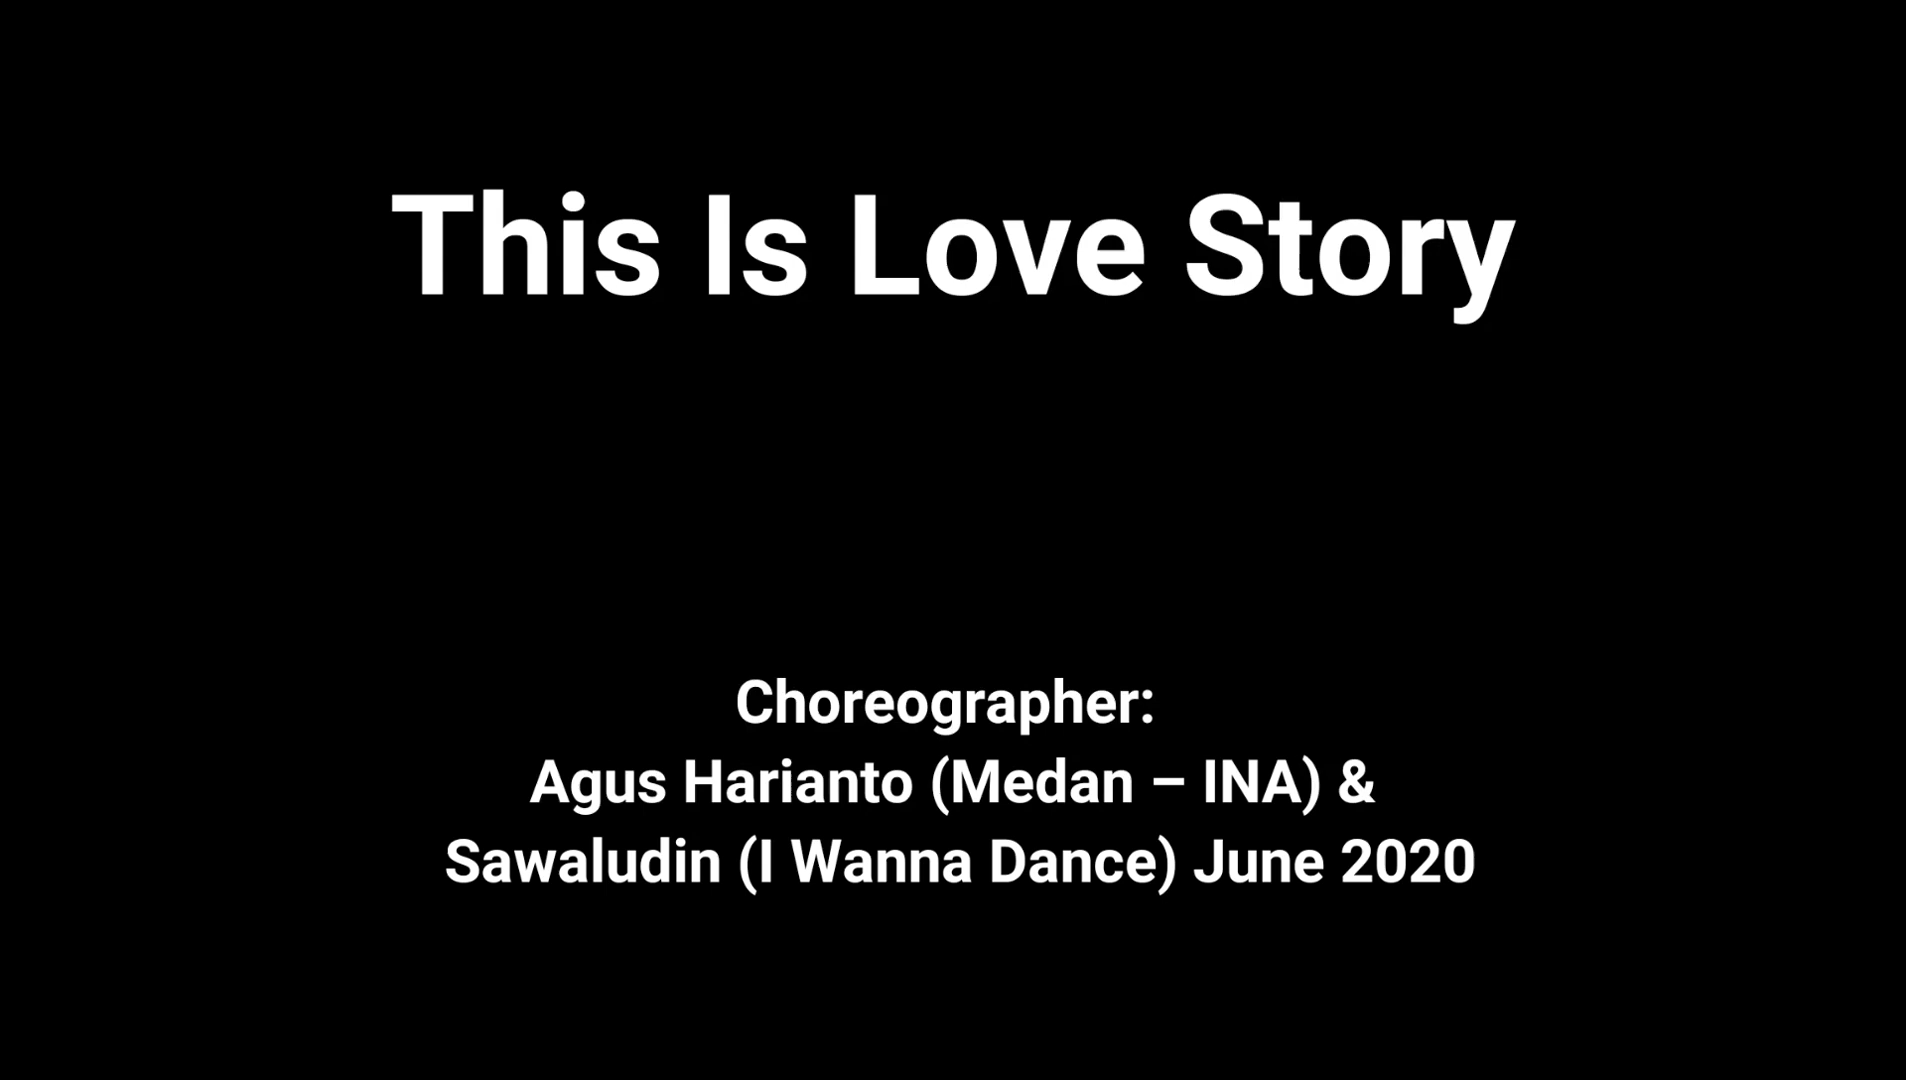 This Is Love Story
Choreographer:
Agus Harianto (Medan – INA) &
Sawaludin (I Wanna Dance) June 2020